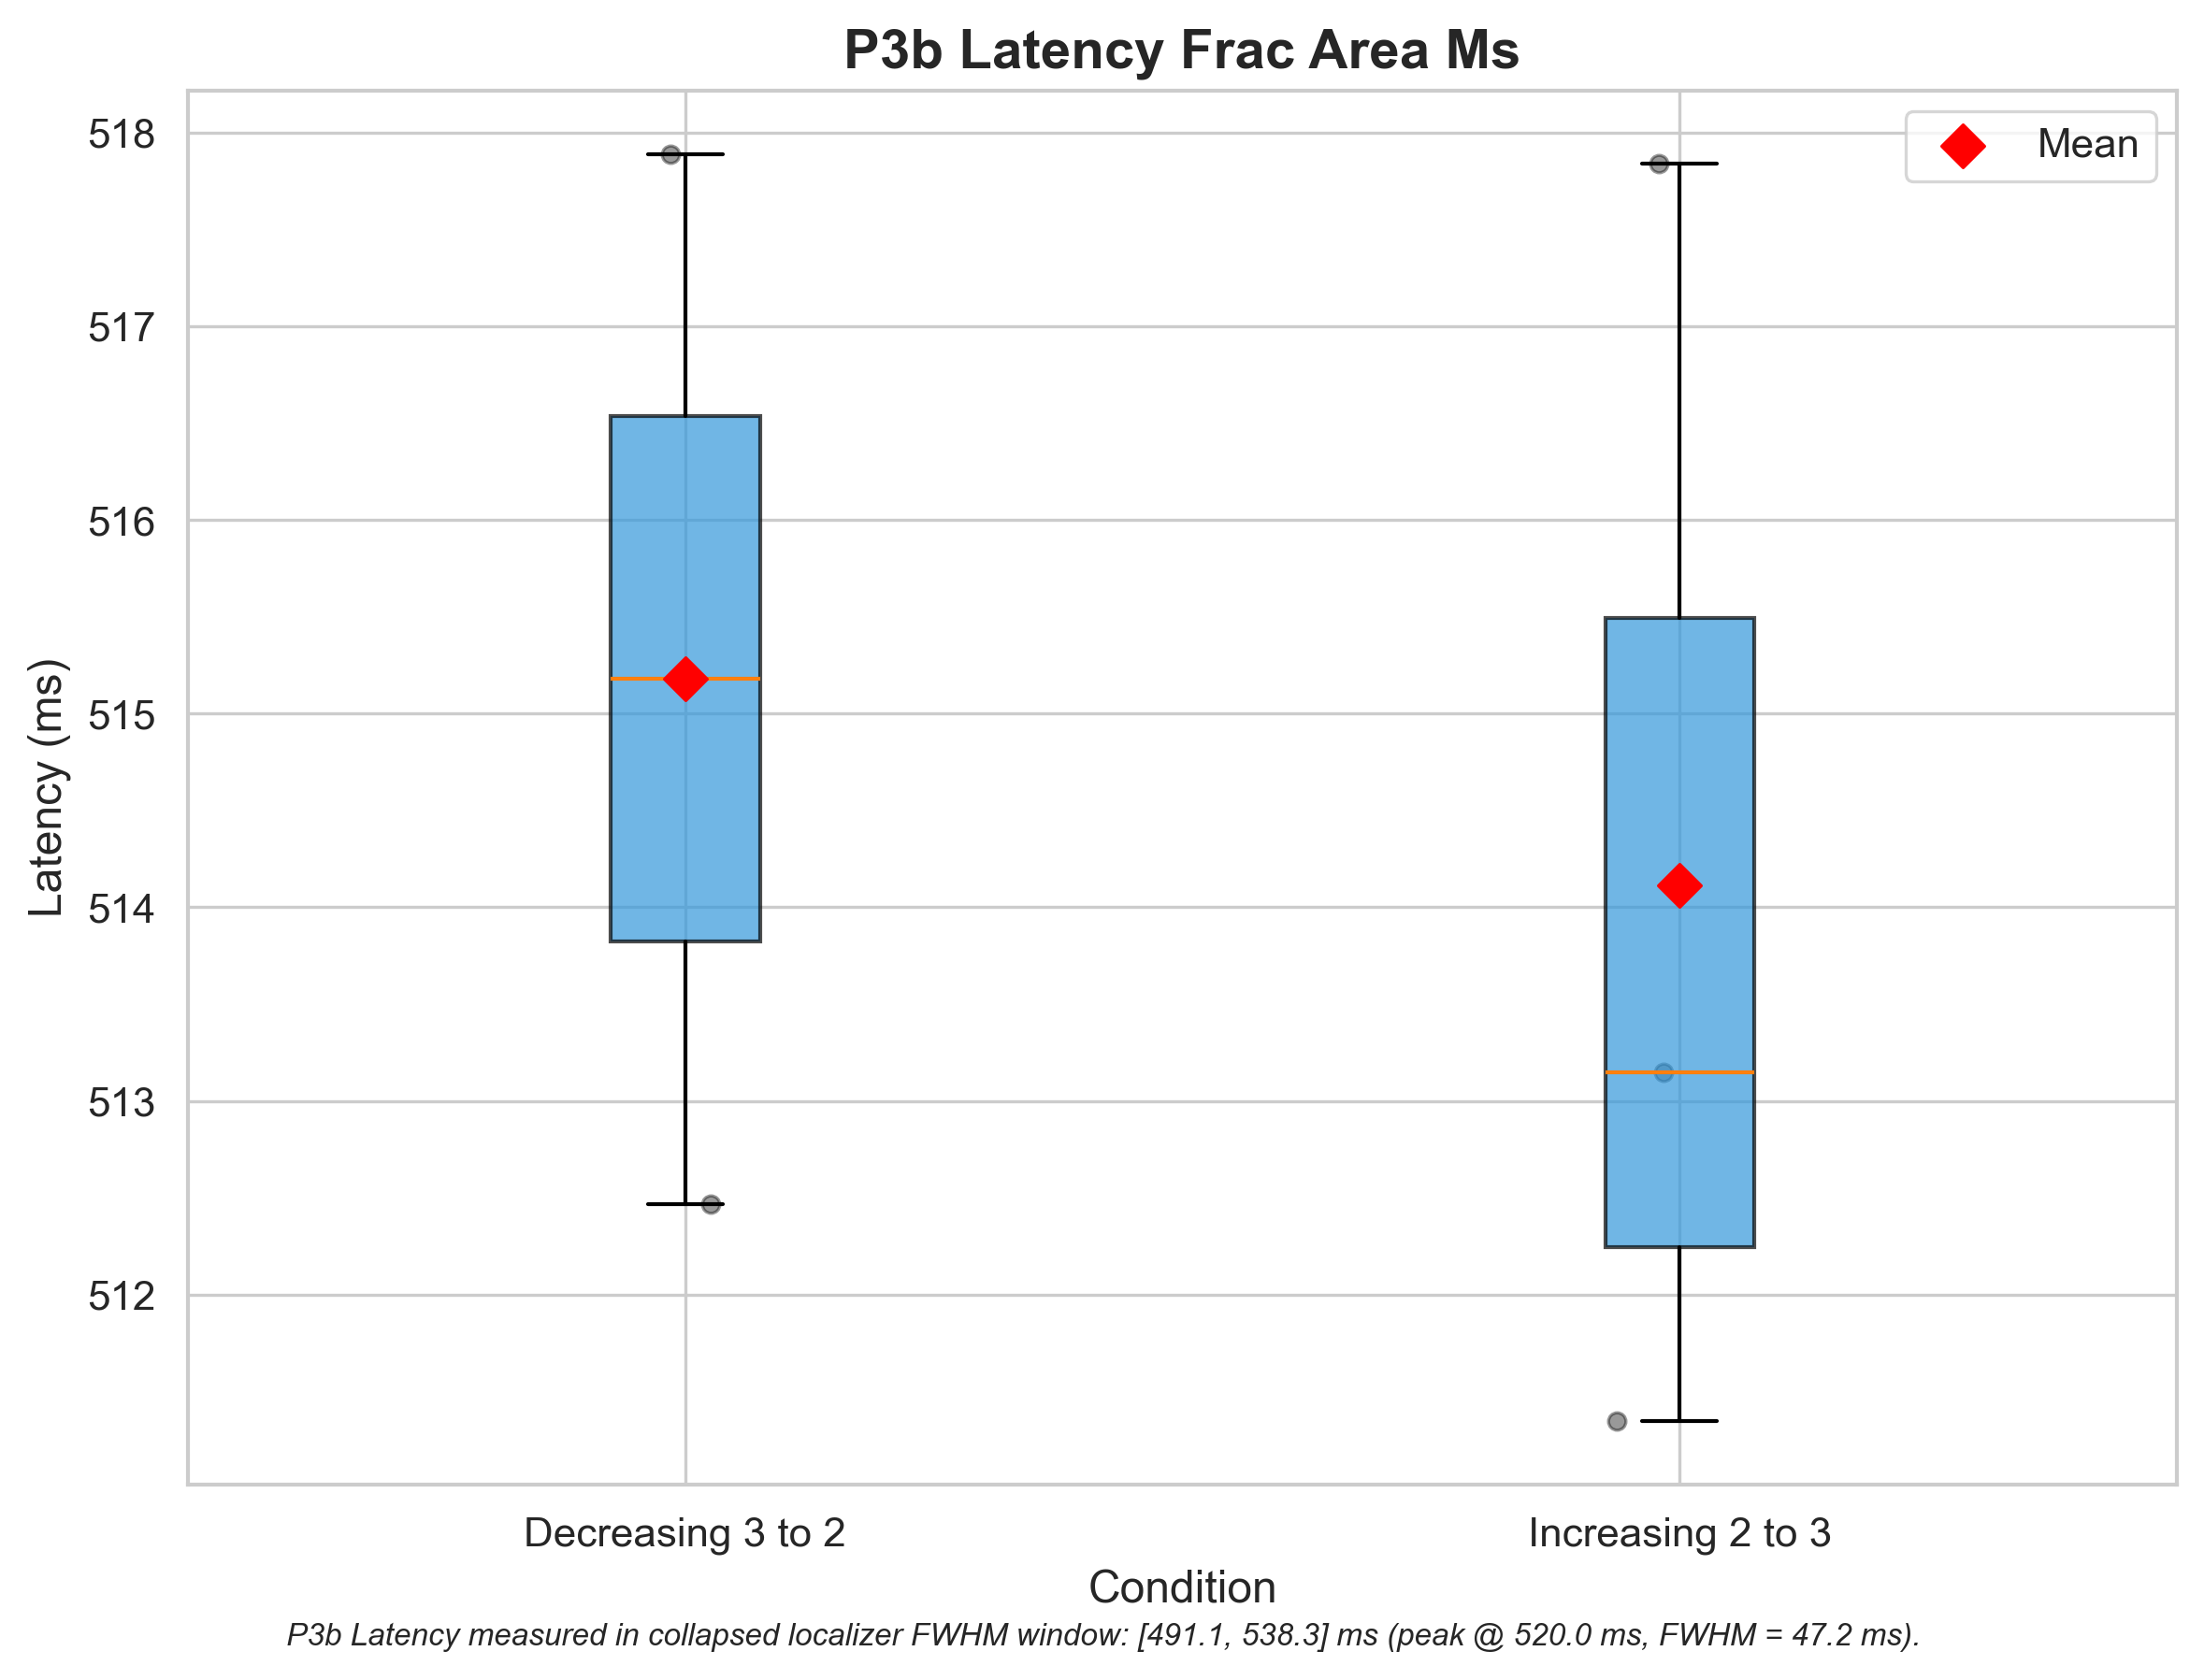 P3b Latency Frac Area Ms
Mean
Latency (ms)
518
517
516
515
514
513
512
Decreasing 3 to 2
Increasing 2 to 3
Condition
P3b Latency measured in collapsed localizer FWHM window: [491.1, 538.3] ms (peak @ 520.0 ms, FWHM = 47.2 ms).